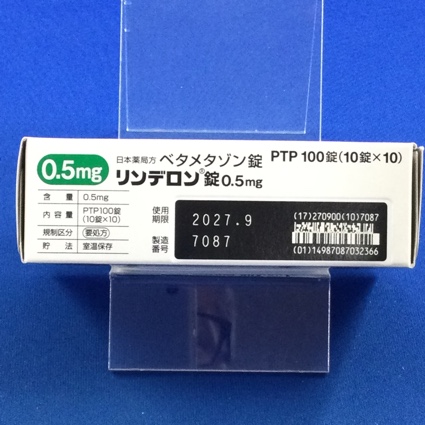 0.5mg
日本薬局方 ベタメタゾン錠 PTP 100錠(10錠×10)
リンデロン®錠0.5mg
含 量 0.5mg
内容量 PTP100錠
(10錠×10)
規制区分 要処方
貯 法 室温保存
使用
期限
2027.9
製造
番号
7087
(17)270900(10)7087
(01)14987087032366